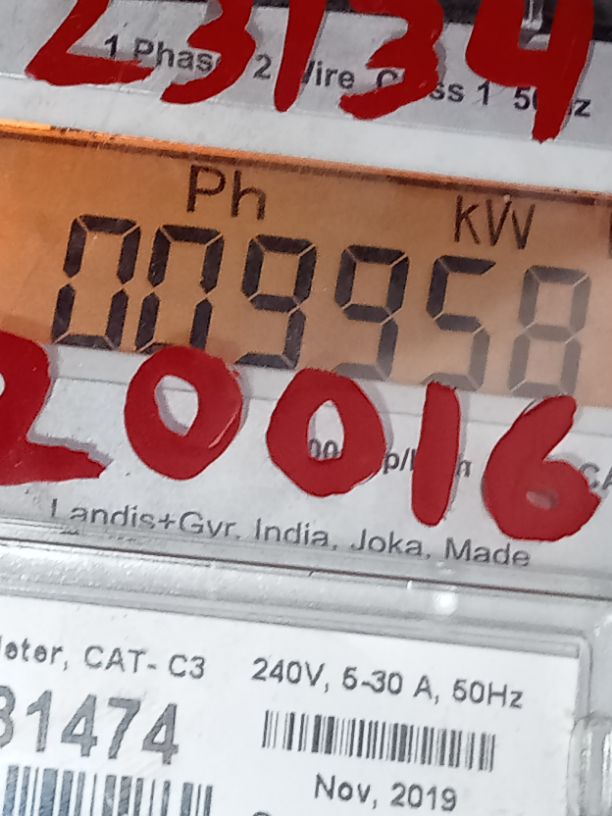 23134
1 Phase 2 Wire Class 1 50Hz
Ph kW
009958
20016
Landis+Gyr. India, Joka, Made
CAT- C3
31474
240V, 5-30 A, 50Hz
Nov, 2019